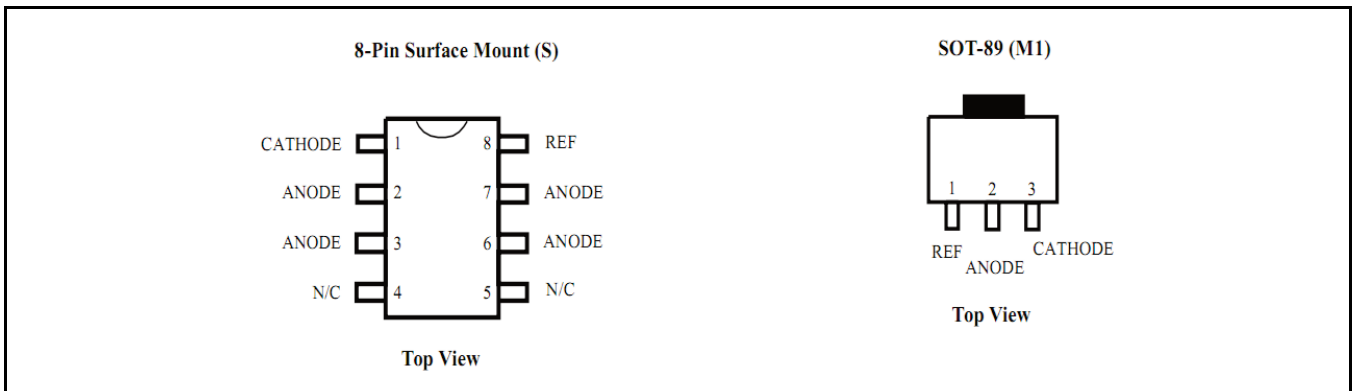 8-Pin Surface Mount (S)
CATHODE 1 8 REF
ANODE 2 7 ANODE
ANODE 3 6 ANODE
N/C 4 5 N/C
Top View
SOT-89 (M1)
1 2 3
REF ANODE CATHODE
Top View